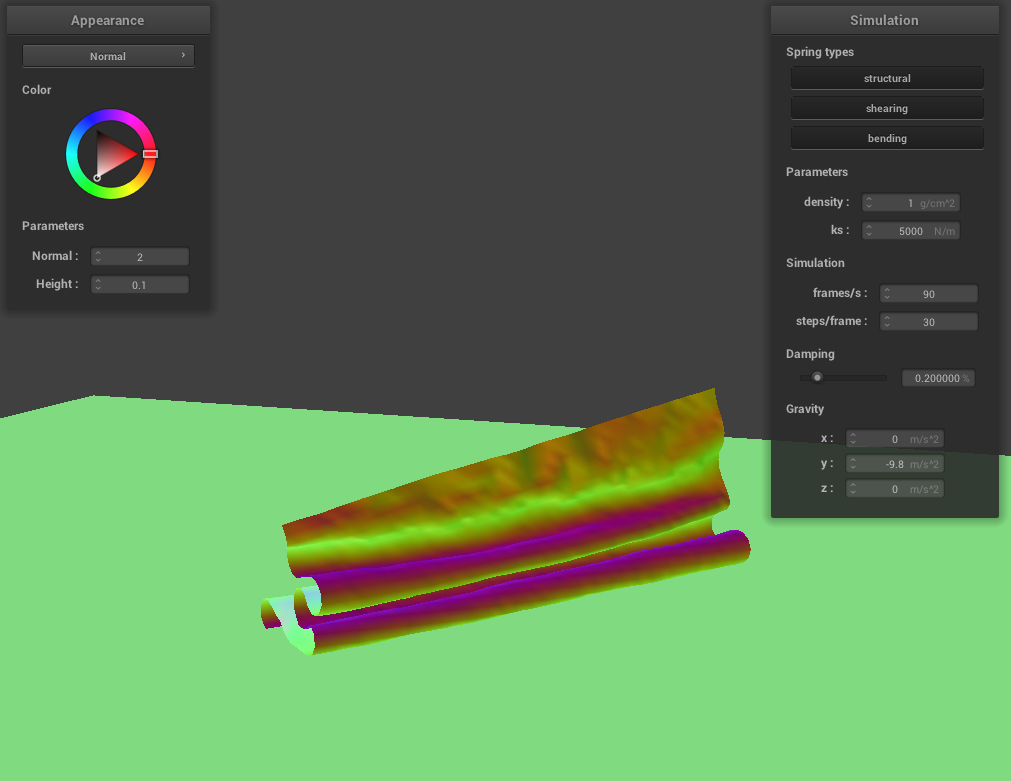 Appearance
Normal
Color
Parameters
Normal : 2
Height : 0.1
Simulation
Spring types
structural
shearing
bending
Parameters
density : 1 g/cm^2
ks : 5000 N/m
Simulation
frames/s : 90
steps/frame : 30
Damping
0.200000 %
Gravity
x : 0 m/s^2
y : -9.8 m/s^2
z : 0 m/s^2